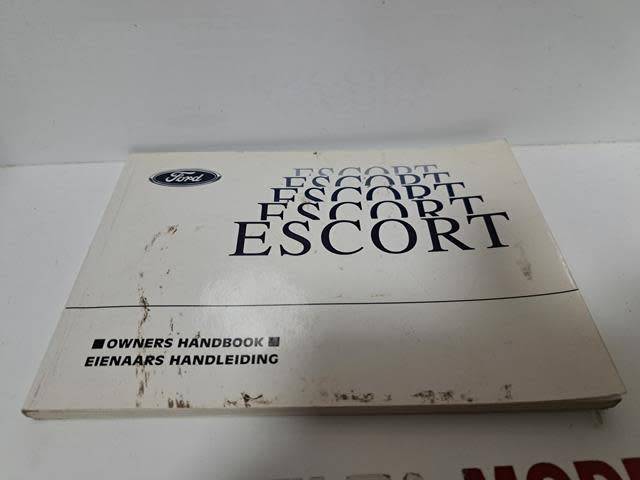 Ford
ESCORT
ESCORT
ESCORT
ESCORT
ESCORT
OWNERS HANDBOOK
EIENAARS HANDLEIDING